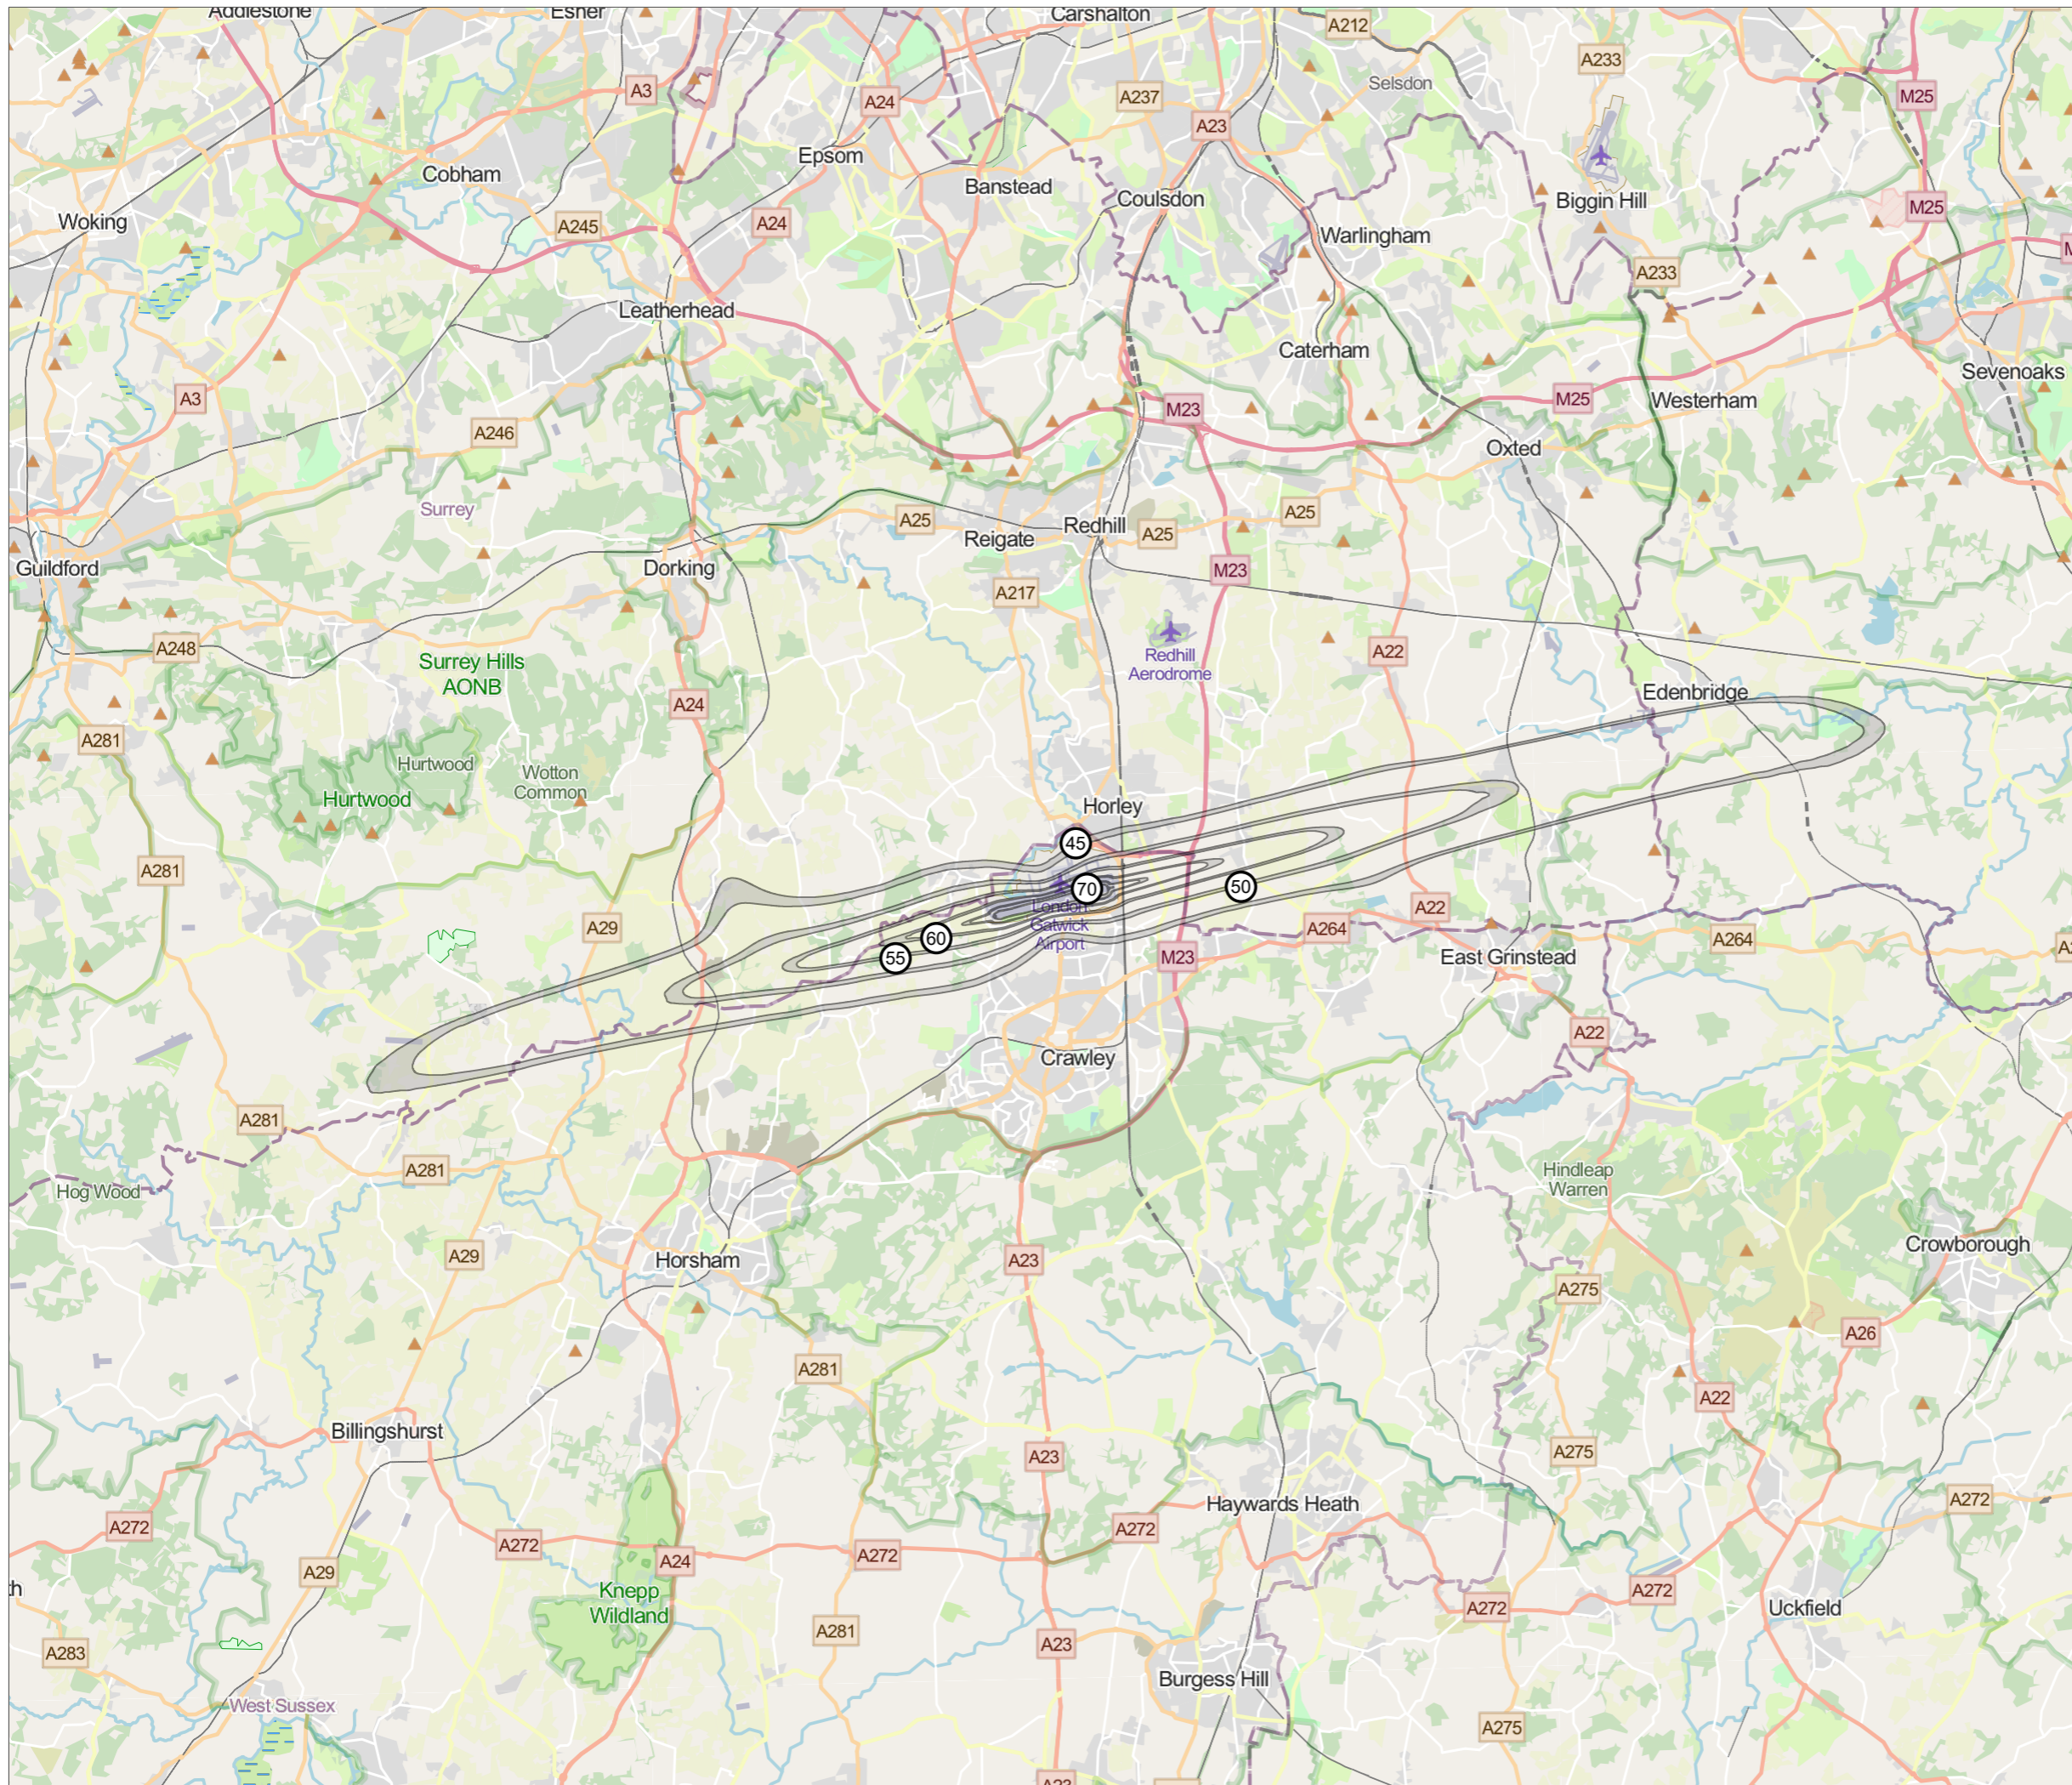 Addlestone
Esher
Carshalton
A212
A233
A3
A24
A237
Selsdon
M25
A23
Epsom
Cobham
Banstead
Coulsdon
Biggin Hill
M25
Woking
A245
A24
Warlingham
A233
Leatherhead
Caterham
Sevenoaks
A3
M23
M25
Westerham
A246
Oxted
Surrey
A25
Redhill
A25
A25
Reigate
Guildford
Dorking
M23
A217
A248
Surrey Hills
AONB
Redhill
Aerodrome
A22
Edenbridge
A24
A281
Hurtwood
Wotton
Common
Hurtwood
Horley
45
A281
70
50
London
Gatwick
Airport
A29
60
55
A22
A264
A264
M23
East Grinstead
A22
Crawley
A281
A281
Hog Wood
Hindleap
Warren
A29
Horsham
A23
Crowborough
A275
A26
A281
A22
Billingshurst
A23
A275
Haywards Heath
A272
A272
A272
A272
A272
A24
A29
Knepp
Wildland
A272
A272
Uckfield
A283
A281
A23
Burgess Hill
West Sussex
A275
A23